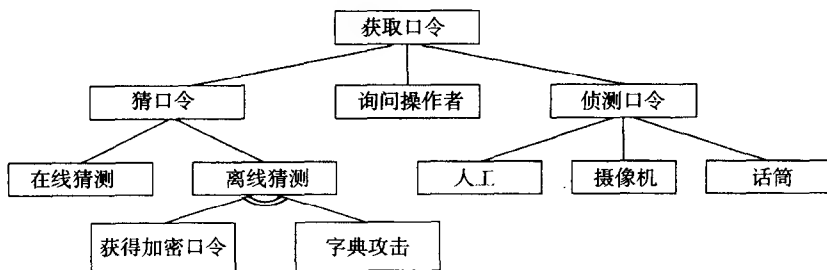 获取口令
猜口令
询问操作者
侦测口令
在线猜测
离线猜测
人工
摄像机
话筒
获得加密口令
字典攻击